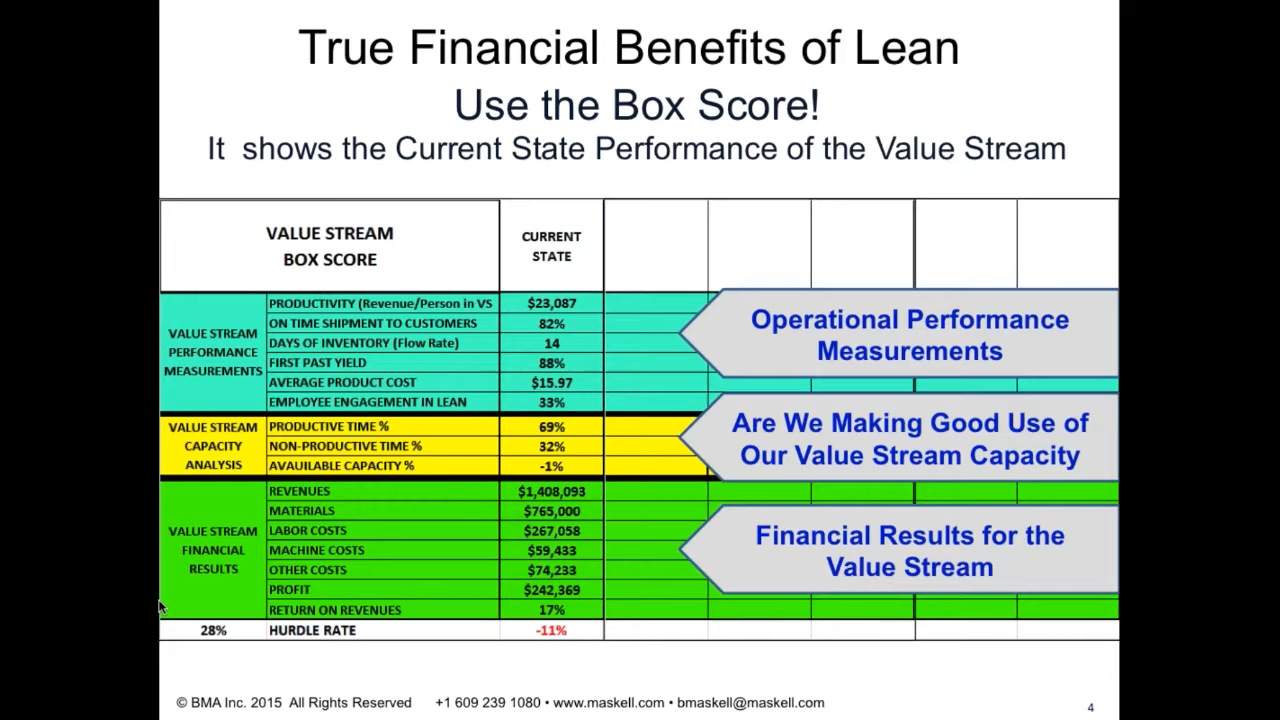 True Financial Benefits of Lean
Use the Box Score!
It shows the Current State Performance of the Value Stream
VALUE STREAM
BOX SCORE
CURRENT
STATE
VALUE STREAM
PERFORMANCE
MEASUREMENTS
PRODUCTIVITY (Revenue/Person in VS $23,087
ON TIME SHIPMENT TO CUSTOMERS 82%
DAYS OF INVENTORY (Flow Rate) 14
FIRST PAST YIELD 88%
AVERAGE PRODUCT COST $15.97
EMPLOYEE ENGAGEMENT IN LEAN 33%
Operational Performance
Measurements
VALUE STREAM
CAPACITY
ANALYSIS
PRODUCTIVE TIME % 69%
NON-PRODUCTIVE TIME % 32%
AVAUILABLE CAPACITY % -1%
Are We Making Good Use of
Our Value Stream Capacity
VALUE STREAM
FINANCIAL
RESULTS
REVENUES $1,408,093
MATERIALS $765,000
LABOR COSTS $267,058
MACHINE COSTS $59,433
OTHER COSTS $74,233
PROFIT $242,369
RETURN ON REVENUES 17%
Financial Results for the
Value Stream
28% HURDLE RATE -11%
© BMA Inc. 2015 All Rights Reserved +1 609 239 1080 • www.maskell.com • bmaskell@maskell.com
4